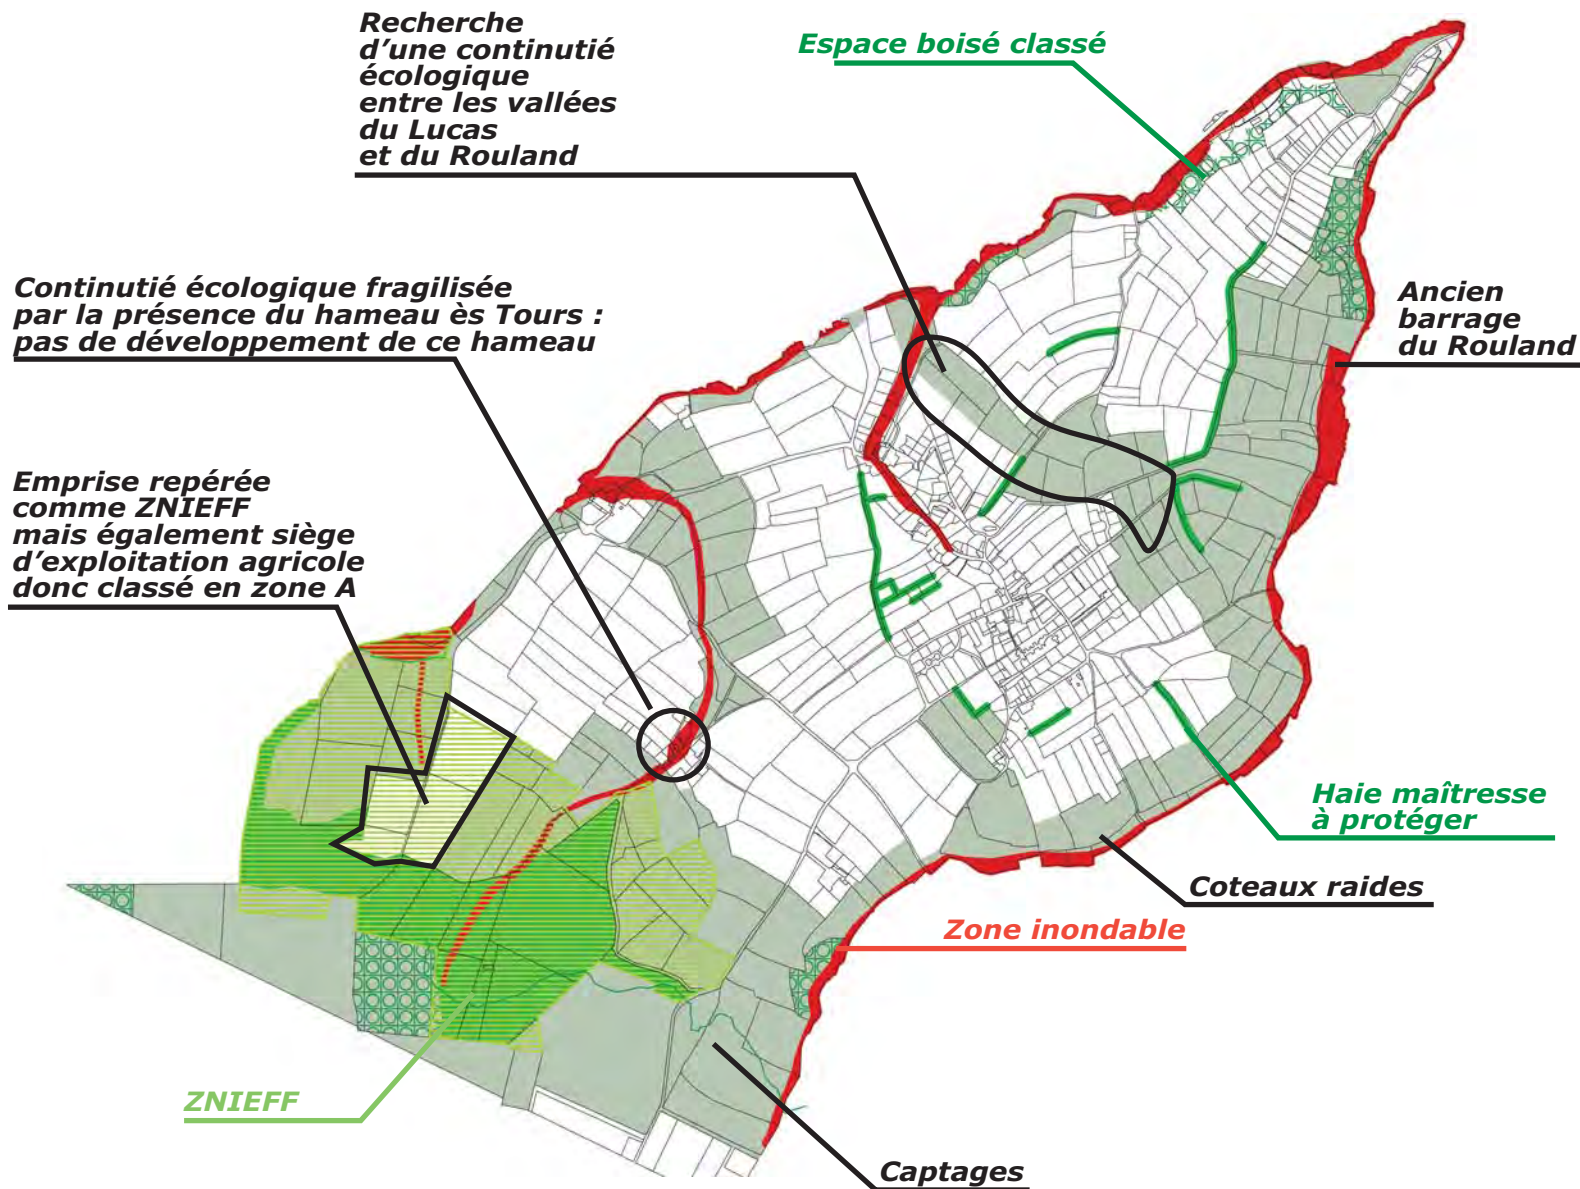 Recherche
d'une continutié
écologique
entre les vallées
du Lucas
et du Rouland
Espace boisé classé
Continutié écologique fragilisée
par la présence du hameau ès Tours :
pas de développement de ce hameau
Ancien
barrage
du Rouland
Emprise repérée
comme ZNIEFF
mais également siège
d'exploitation agricole
donc classé en zone A
Haie maîtresse
à protéger
Coteaux raides
Zone inondable
ZNIEFF
Captages